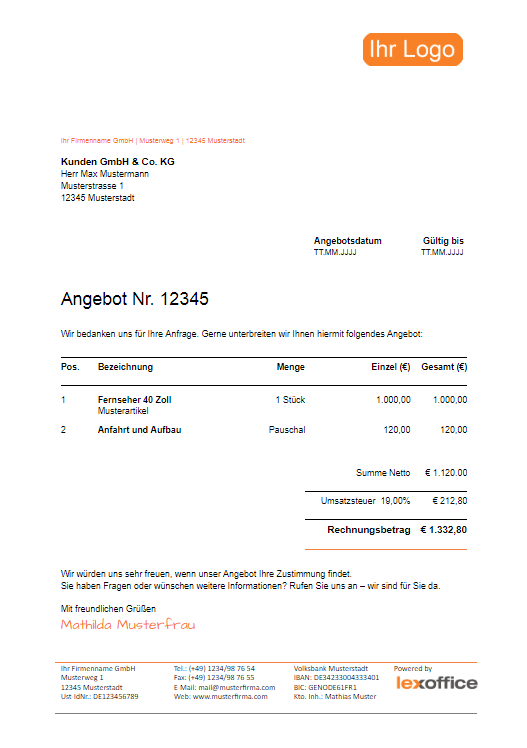 Ihr Logo
Ihr Firmenname GmbH | Musterweg 1 | 12345 Musterstadt
Kunden GmbH & Co. KG
Herr Max Mustermann
Musterstrasse 1
12345 Musterstadt
Angebotsdatum Gültig bis
TT.MM.JJJJ TT.MM.JJJJ
Angebot Nr. 12345
Wir bedanken uns für Ihre Anfrage. Gerne unterbreiten wir Ihnen hiermit folgendes Angebot:
Pos. Bezeichnung Menge Einzel (€) Gesamt (€)
1 Fernseher 40 Zoll 1 Stück 1.000,00 1.000,00
Musterartikel
2 Anfahrt und Aufbau Pauschal 120,00 120,00
Summe Netto € 1.120.00
Umsatzsteuer 19,00% € 212,80
Rechnungsbetrag € 1.332,80
Wir würden uns sehr freuen, wenn unser Angebot Ihre Zustimmung findet.
Sie haben Fragen oder wünschen weitere Informationen? Rufen Sie uns an – wir sind für Sie da.
Mit freundlichen Grüßen
Mathilda Musterfrau
Ihr Firmenname GmbH Tel.: (+49) 1234/98 76 54 Volksbank Musterstadt Powered by
Musterweg 1 Fax: (+49) 1234/98 76 55 IBAN: DE34233004333401 lexoffice
12345 Musterstadt E-Mail: mail@musterfirma.com BIC: GENODE61FR1
Ust-IdNr.: DE123456789 Web: www.musterfirma.com Kto. Inh.: Mathias Muster